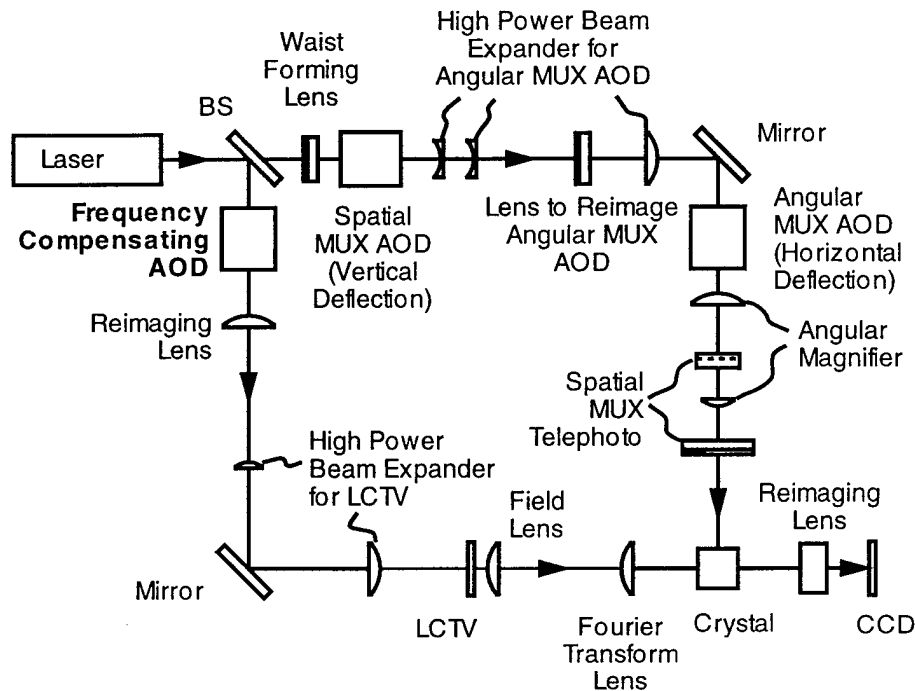 Waist
Forming
Lens
High Power Beam
Expander for
Angular MUX AOD
BS
Mirror
Laser
Frequency
Compensating
AOD
Spatial
MUX AOD
(Vertical
Deflection)
Lens to Reimage
Angular MUX
AOD
Angular
MUX AOD
(Horizontal
Deflection)
Reimaging
Lens
Angular
Magnifier
Spatial
MUX
Telephoto
High Power
Beam Expander
for LCTV
Field
Lens
Reimaging
Lens
Mirror
LCTV
Fourier
Transform
Lens
Crystal
CCD